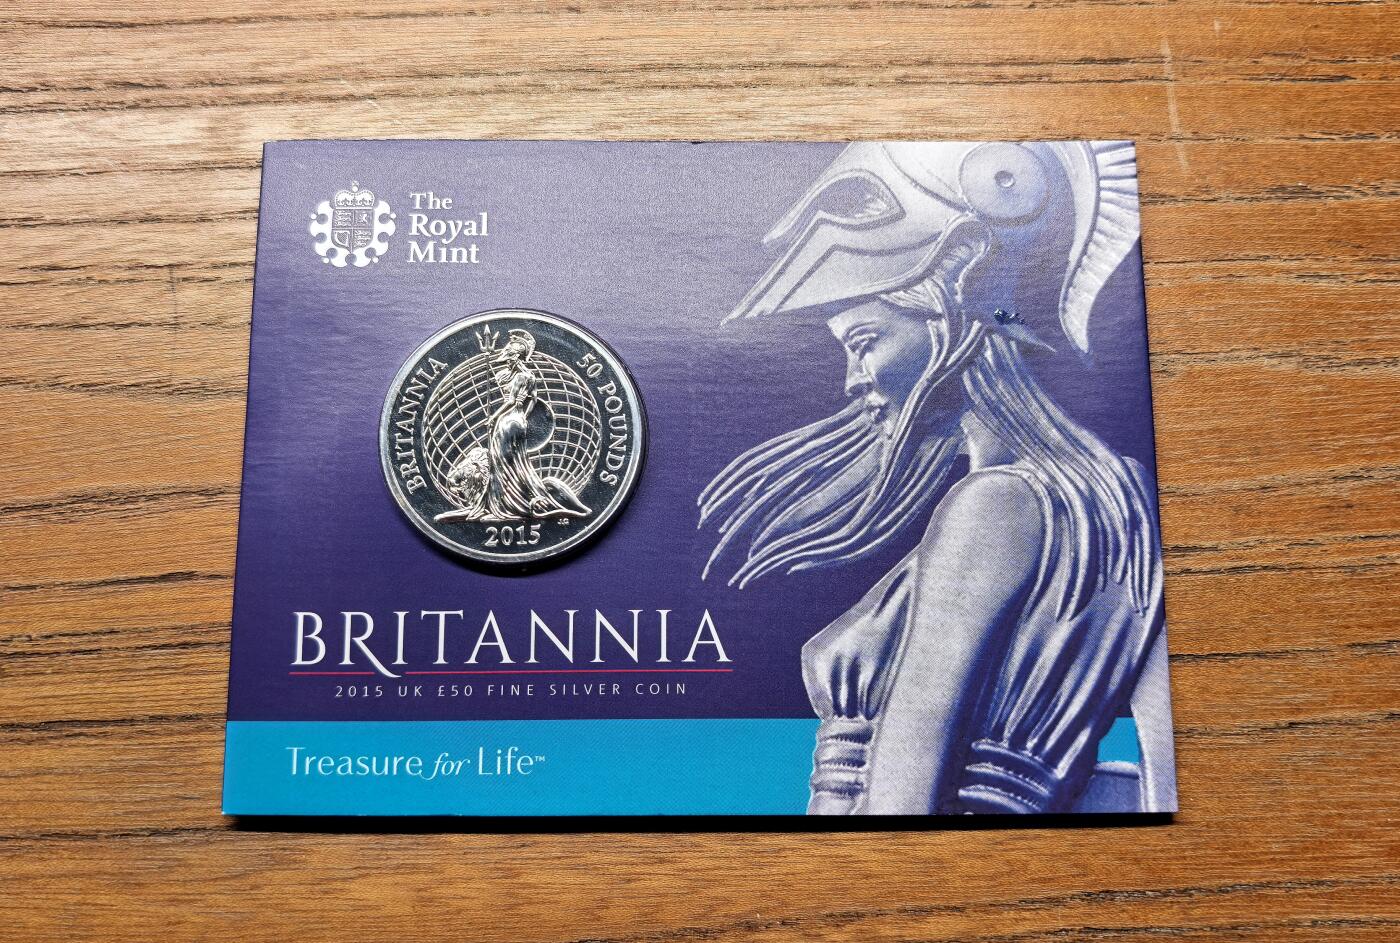 The
Royal
Mint
BRITANNIA
50 POUNDS
J.G
2015
BRITANNIA
2015 UK £50 FINE SILVER COIN
Treasure for Life™